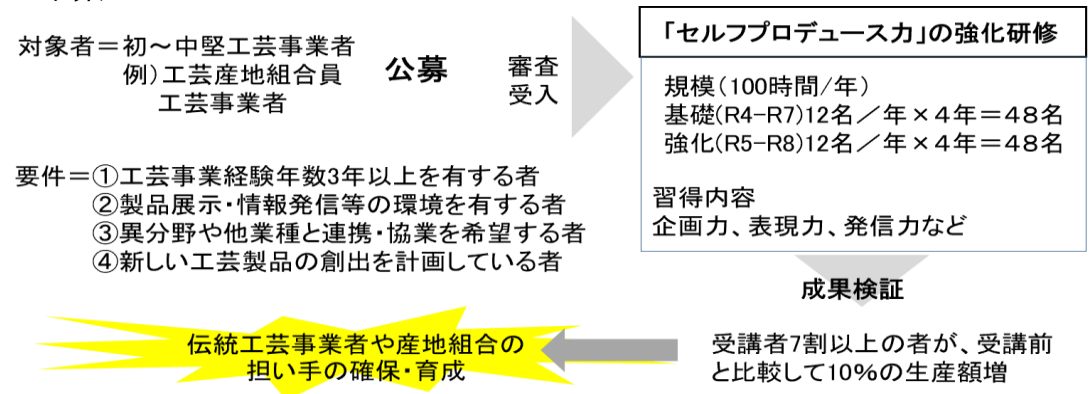 対象者＝初～中堅工芸事業者
例）工芸産地組合員
工芸事業者
公募
審査
受入
「セルフプロデュース力」の強化研修
規模（100時間/年）
基礎(R4-R7)12名／年×４年＝４８名
強化(R5-R8)12名／年×４年＝４８名
習得内容
企画力、表現力、発信力など
要件＝①工芸事業経験年数3年以上を有する者
②製品展示・情報発信等の環境を有する者
③異分野や他業種と連携・協業を希望する者
④新しい工芸製品の創出を計画している者
成果検証
受講者7割以上の者が、受講前
と比較して10％の生産額増
伝統工芸事業者や産地組合の
担い手の確保・育成